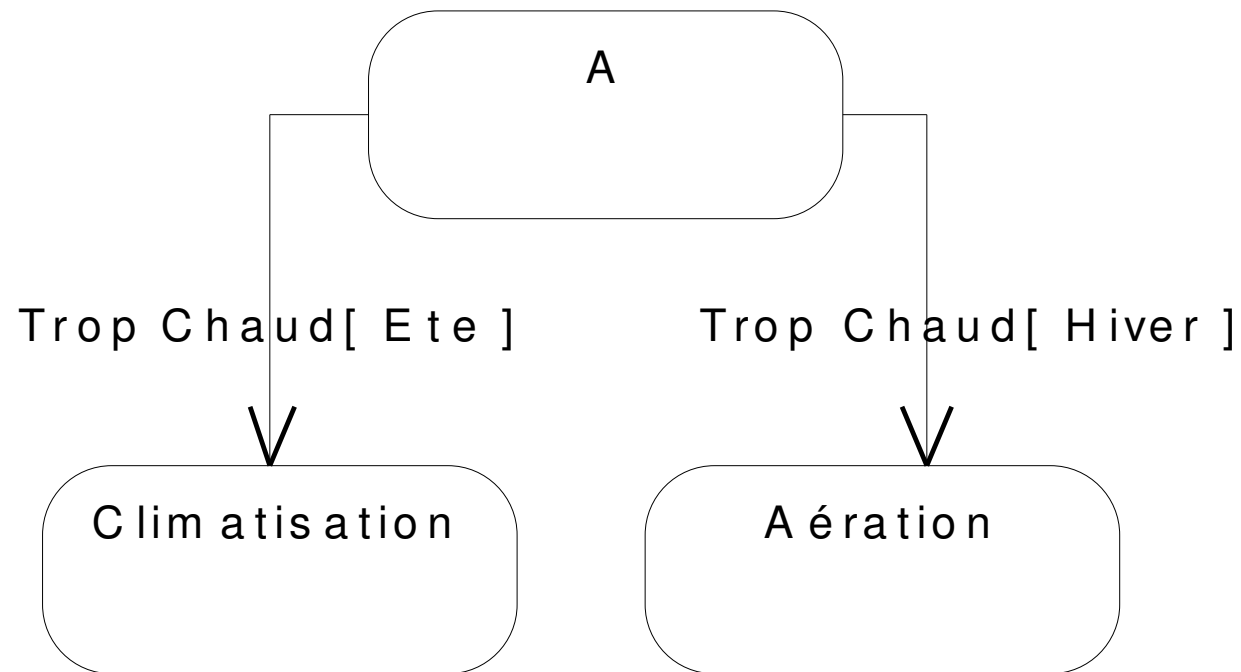 A
Trop Chaud[ Ete ]
Trop Chaud[ Hiver ]
Climatisation
Aération